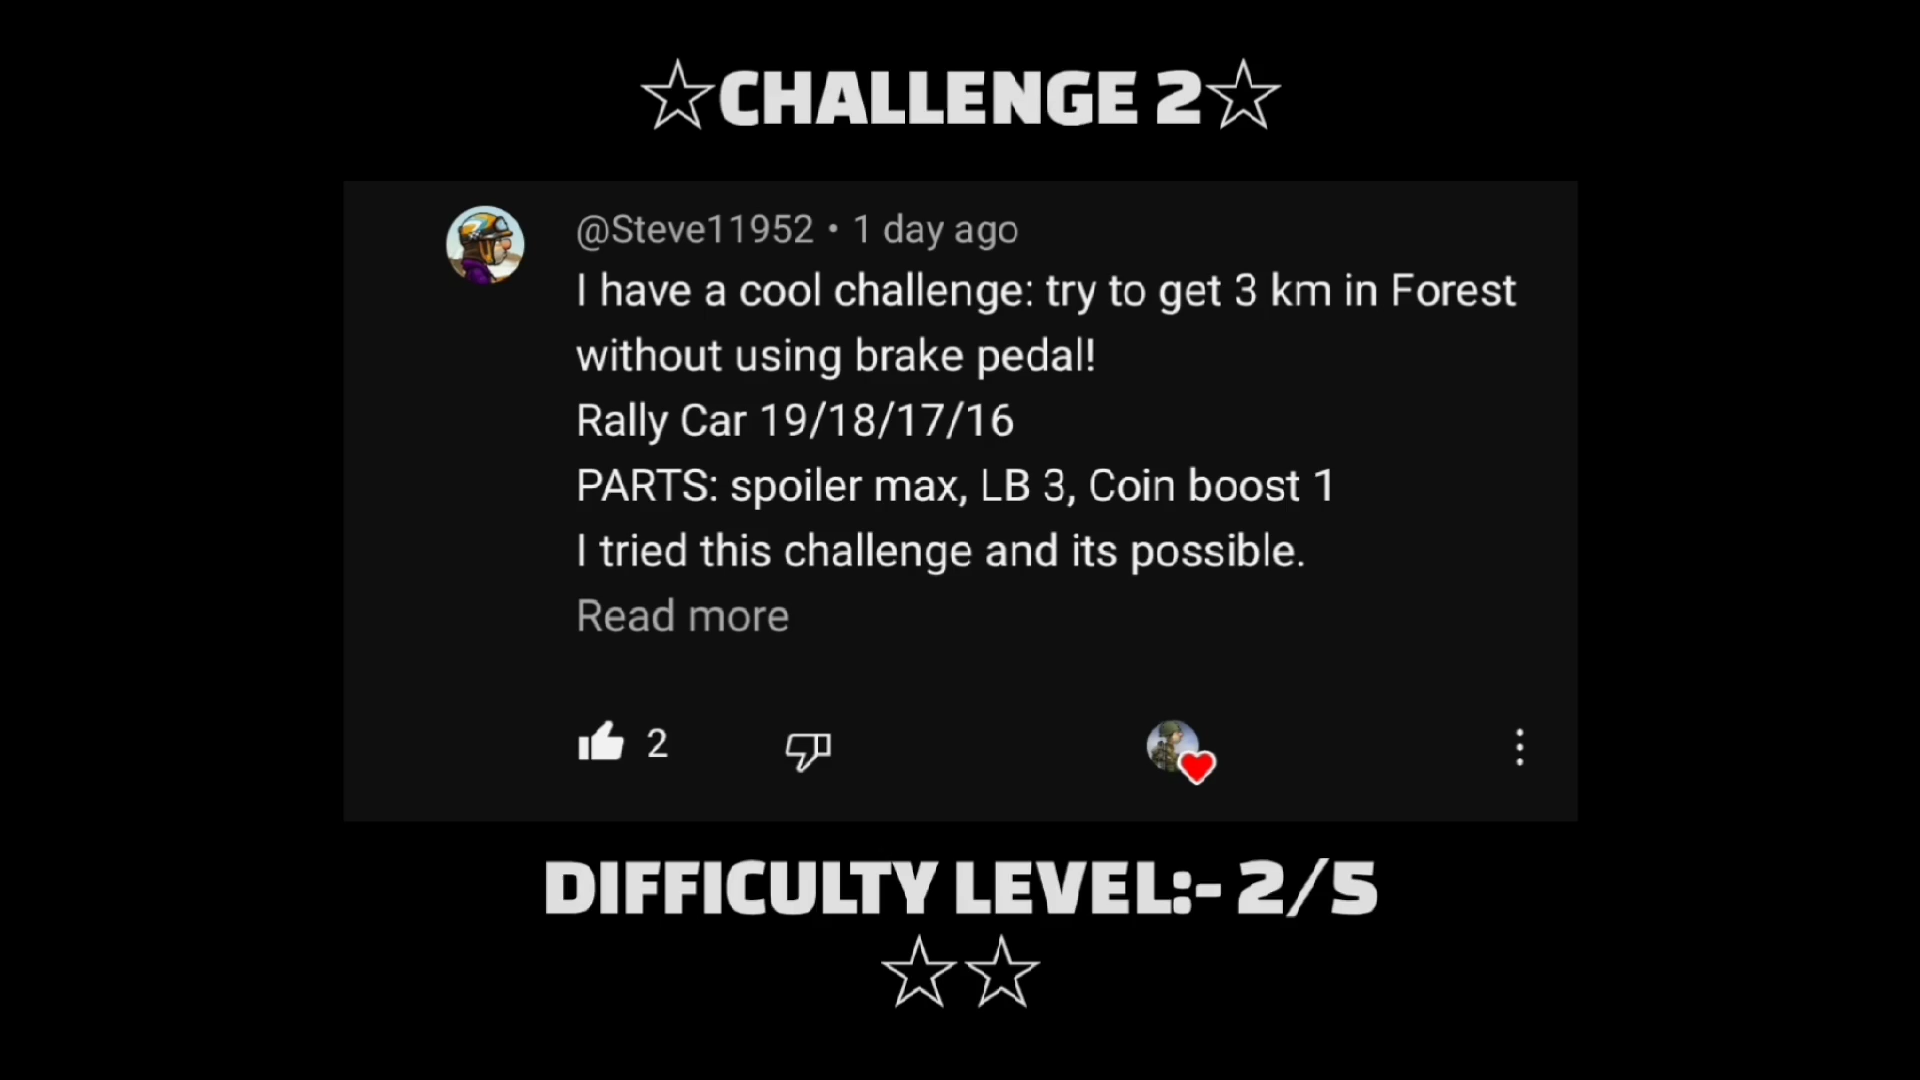 ☆CHALLENGE 2☆
@Steve11952 • 1 day ago
I have a cool challenge: try to get 3 km in Forest
without using brake pedal!
Rally Car 19/18/17/16
PARTS: spoiler max, LB 3, Coin boost 1
I tried this challenge and its possible.
Read more
2
DIFFICULTY LEVEL:- 2/5
☆☆